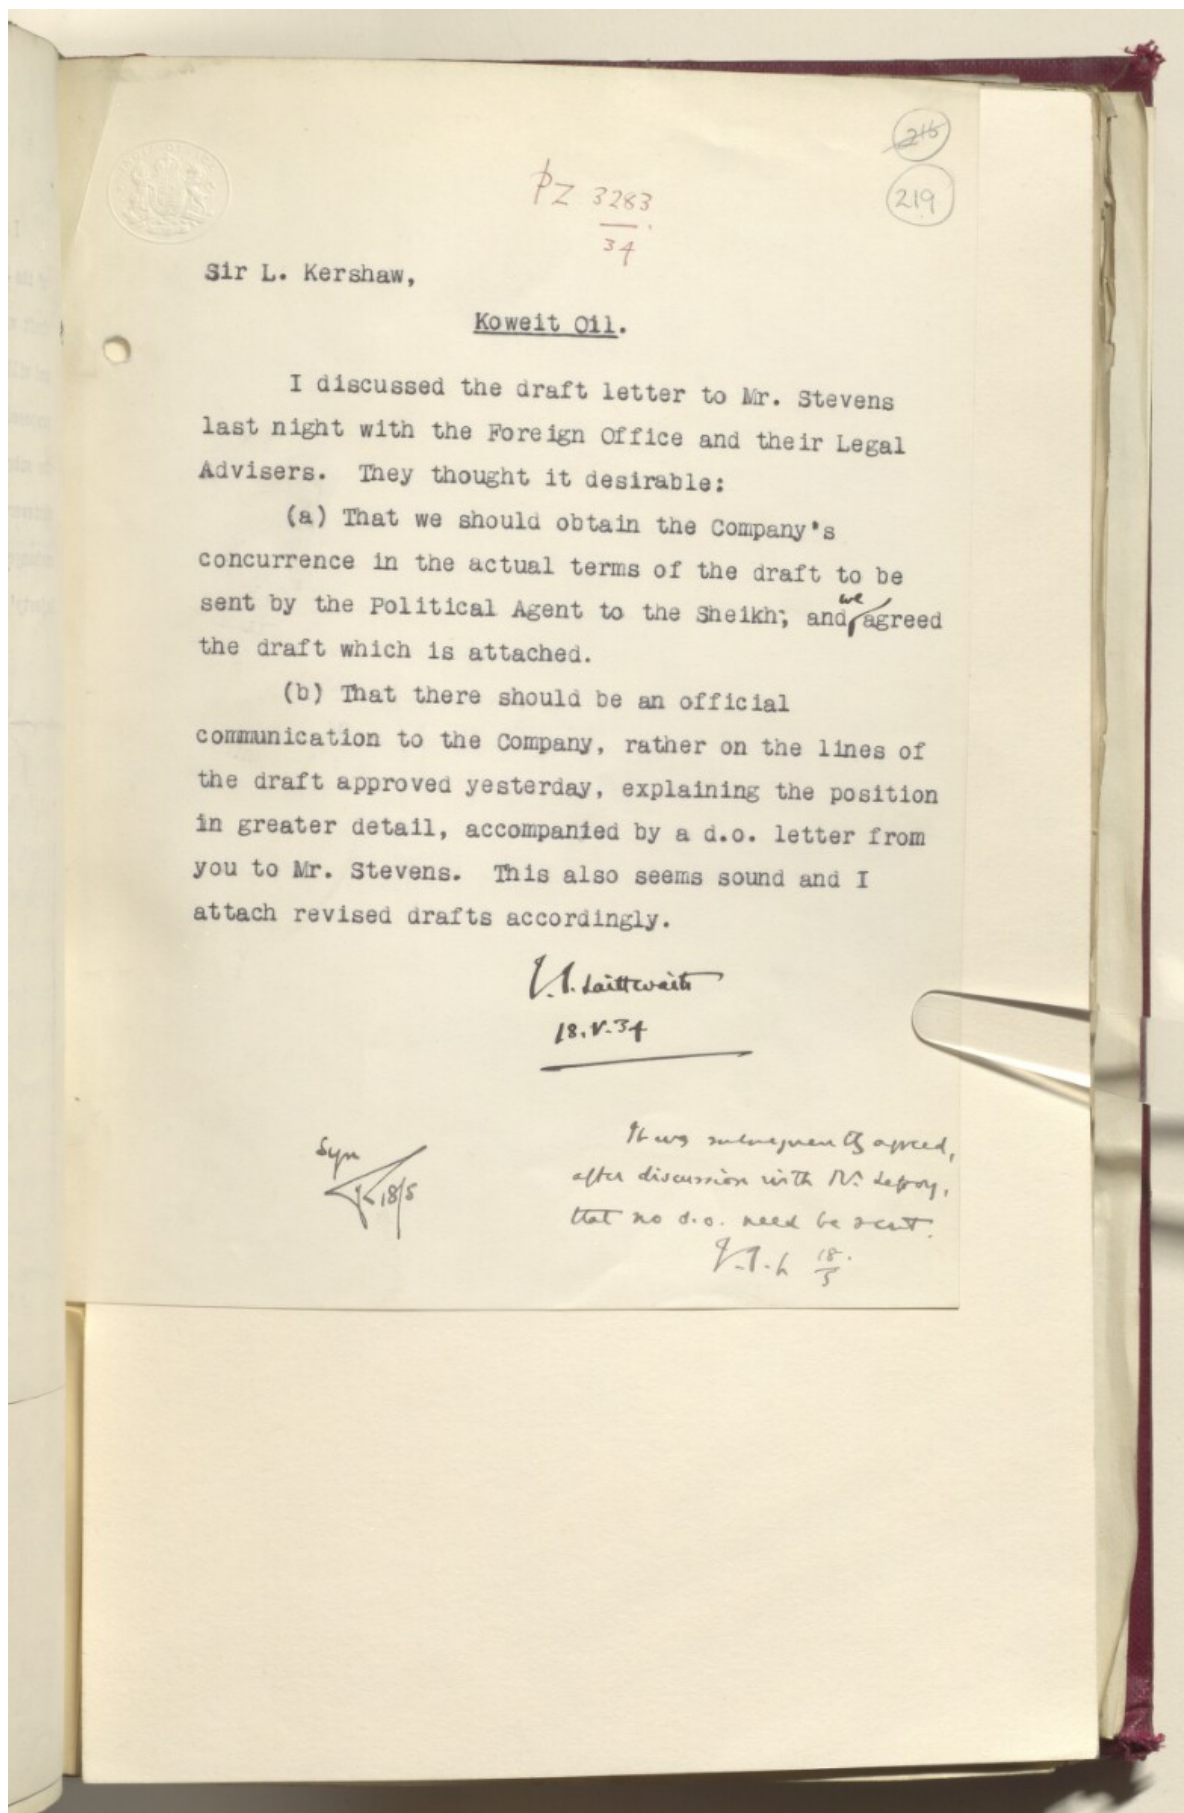 216
219
PZ 3283
34
Sir L. Kershaw,
Koweit Oil.
I discussed the draft letter to Mr. Stevens
last night with the Foreign Office and their Legal
Advisers. They thought it desirable:
(a) That we should obtain the Company's
concurrence in the actual terms of the draft to be
we
sent by the Political Agent to the Sheikh; and agreed
the draft which is attached.
(b) That there should be an official
communication to the Company, rather on the lines of
the draft approved yesterday, explaining the position
in greater detail, accompanied by a d.o. letter from
you to Mr. Stevens. This also seems sound and I
attach revised drafts accordingly.
Laithwaite
18.V.34
It was subsequently agreed,
after discussion with Mr. Lefroy,
that no d.o. need be sent.
18/5
18
5